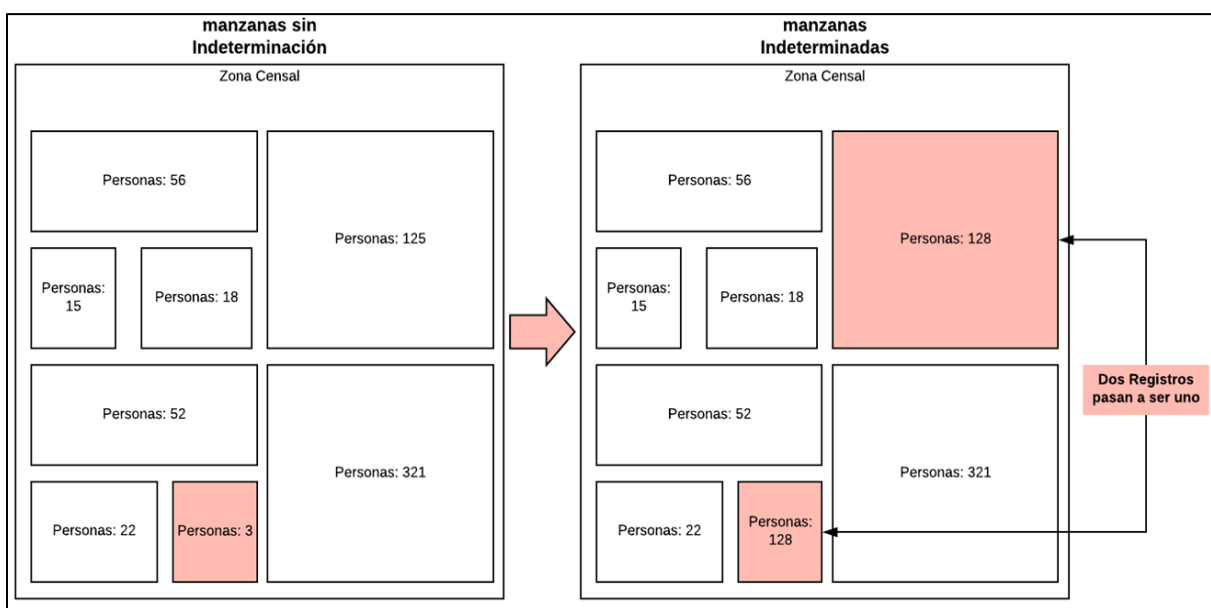 manzanas sin
Indeterminación
Zona Censal
Personas: 56
Personas: 125
Personas:
15
Personas: 18
Personas: 52
Personas: 321
Personas: 22
Personas: 3
manzanas
Indeterminadas
Zona Censal
Personas: 56
Personas: 128
Personas:
15
Personas: 18
Personas: 52
Personas: 321
Personas: 22
Personas:
128
Dos Registros
pasan a ser uno